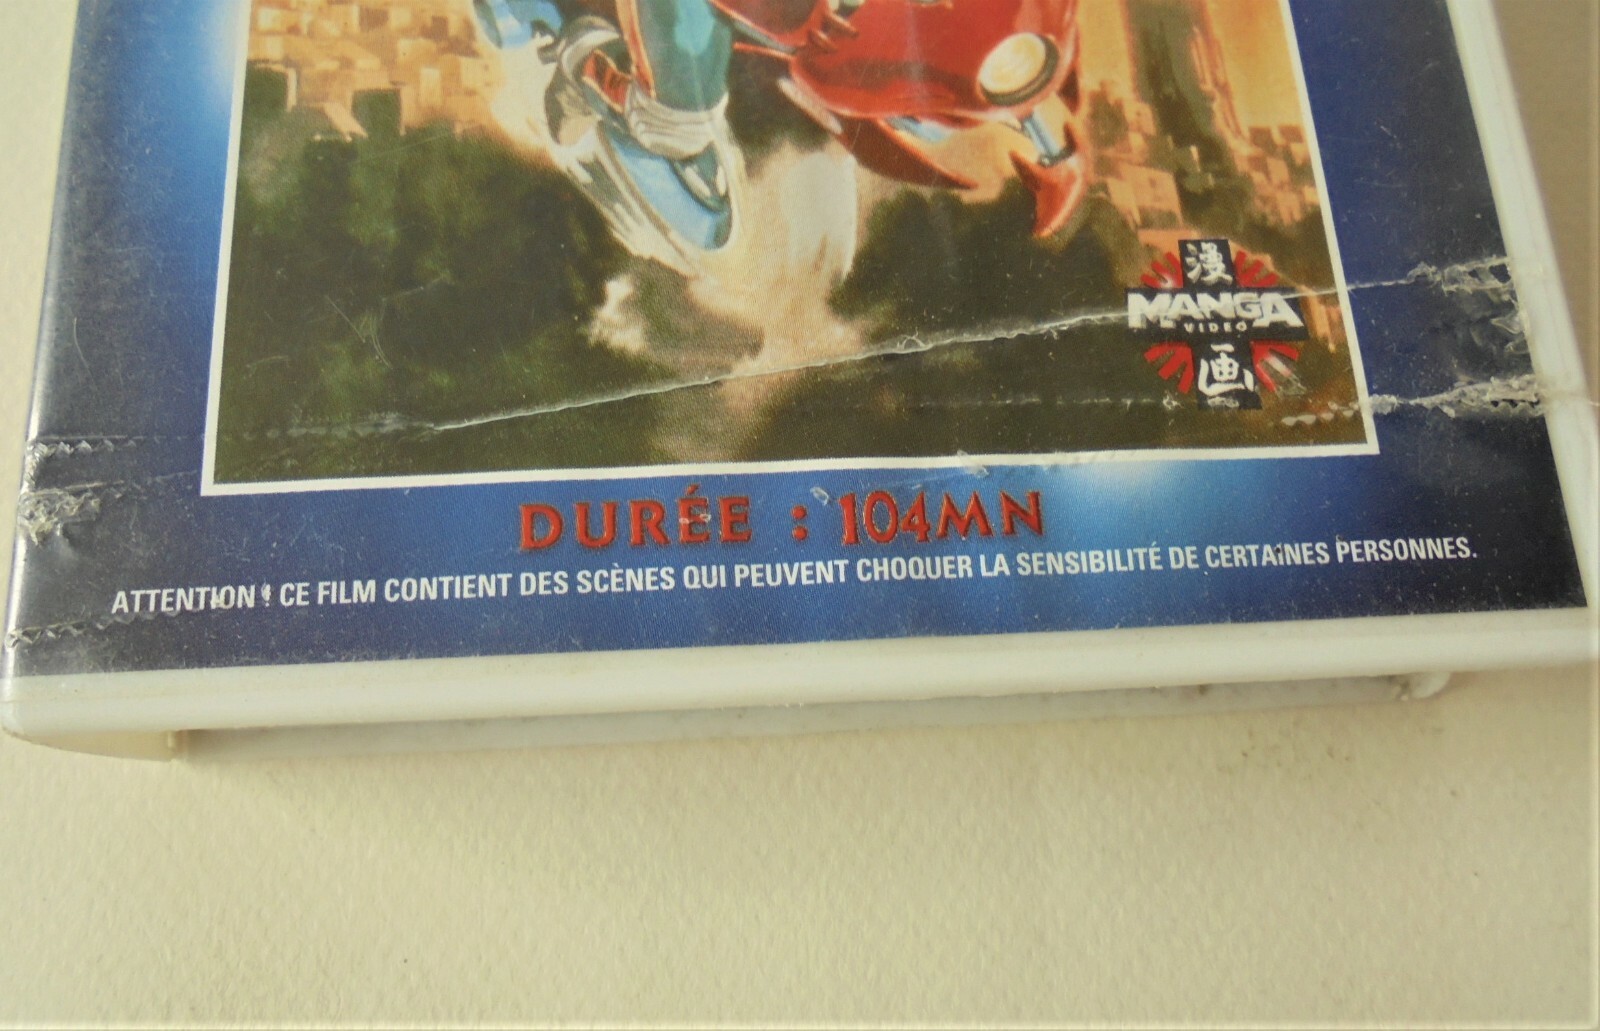 漫
MANGA
VIDEO
画
DURÉE : 104MN
ATTENTION ! CE FILM CONTIENT DES SCÈNES QUI PEUVENT CHOQUER LA SENSIBILITÉ DE CERTAINES PERSONNES.